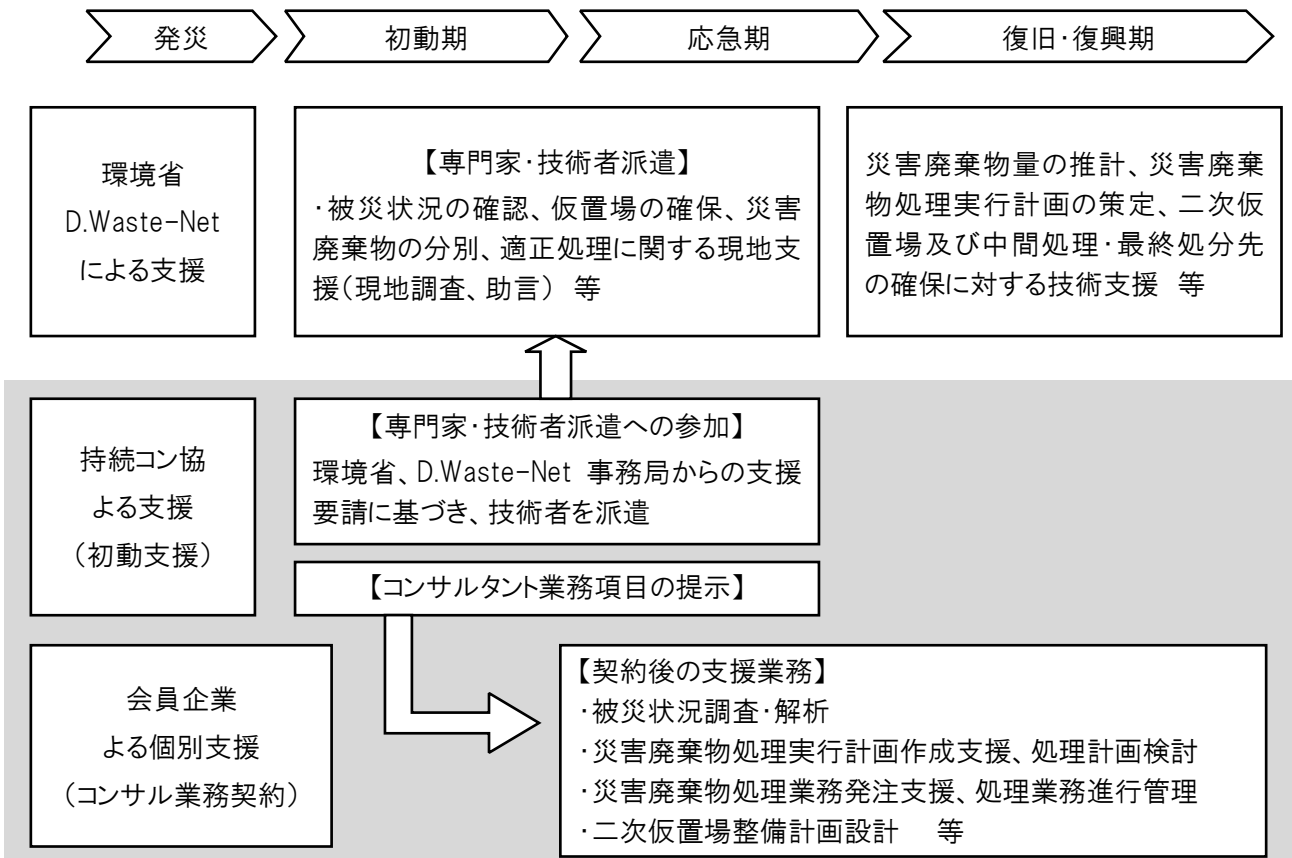 発災
初動期
応急期
復旧・復興期
環境省
D.Waste-Net
による支援
【専門家・技術者派遣】
・被災状況の確認、仮置場の確保、災害
廃棄物の分別、適正処理に関する現地支
援（現地調査、助言） 等
災害廃棄物量の推計、災害廃棄
物処理実行計画の策定、二次仮
置場及び中間処理・最終処分先
の確保に対する技術支援 等
持続コン協
よる支援
（初動支援）
【専門家・技術者派遣への参加】
環境省、D.Waste-Net 事務局からの支援
要請に基づき、技術者を派遣
【コンサルタント業務項目の提示】
会員企業
よる個別支援
（コンサル業務契約）
【契約後の支援業務】
・被災状況調査・解析
・災害廃棄物処理実行計画作成支援、処理計画検討
・災害廃棄物処理業務発注支援、処理業務進行管理
・二次仮置場整備計画設計 等